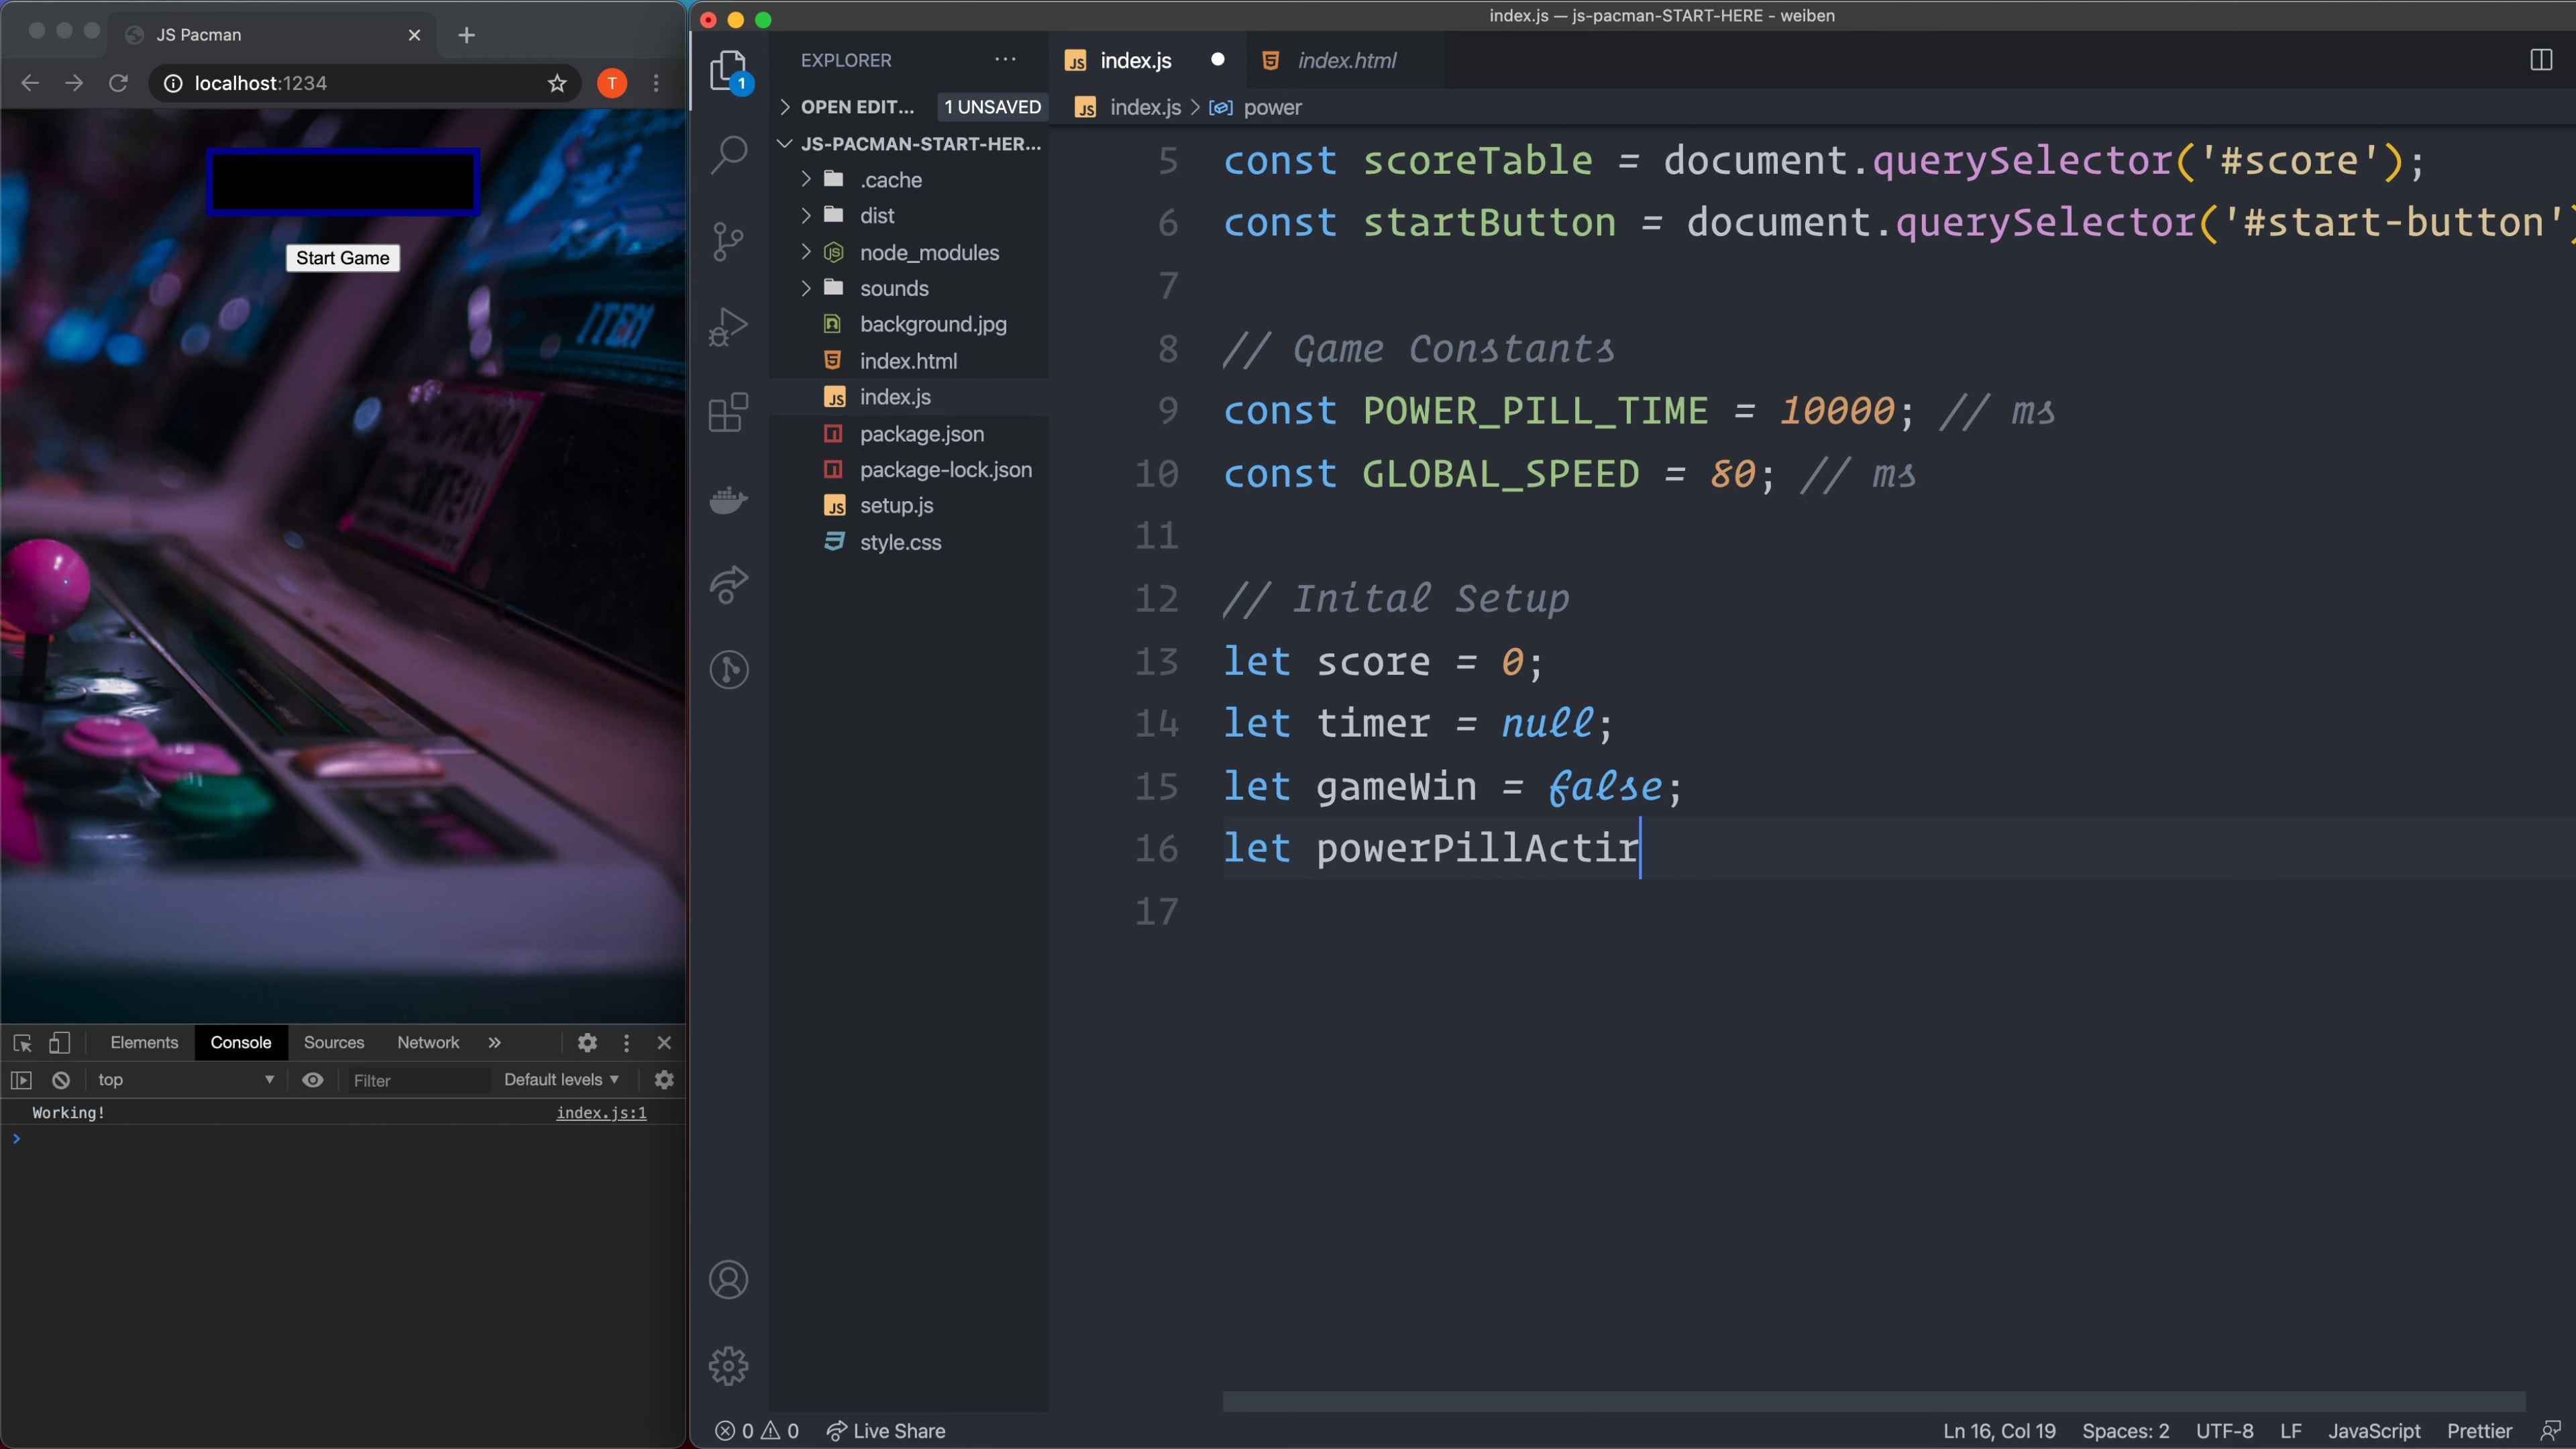 JS Pacman
localhost:1234
T
Start Game
ITEM
Elements Console Sources Network »
top Filter Default levels
Working! index.js:1
index.js — js-pacman-START-HERE - weiben
1
EXPLORER
OPEN EDIT... 1 UNSAVED
JS-PACMAN-START-HER...
.cache
dist
node_modules
sounds
background.jpg
index.html
JS index.js
package.json
package-lock.json
JS setup.js
style.css
JS index.js index.html
JS index.js > power
5 const scoreTable = document.querySelector('#score');
6 const startButton = document.querySelector('#start-button')
7
8 // Game Constants
9 const POWER_PILL_TIME = 10000; // ms
10 const GLOBAL_SPEED = 80; // ms
11
12 // Inital Setup
13 let score = 0;
14 let timer = null;
15 let gameWin = false;
16 let powerPillActir
17
0 0 Live Share
Ln 16, Col 19 Spaces: 2 UTF-8 LF JavaScript Prettier